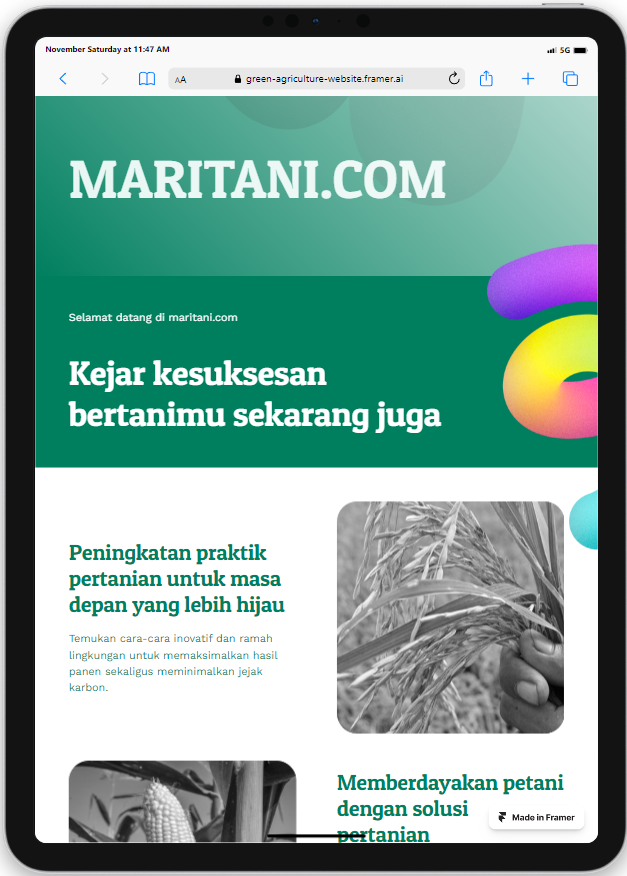 November Saturday at 11:47 AM
5G
AA
green-agriculture-website.framer.ai
MARITANI.COM
Selamat datang di maritani.com
Kejar kesuksesan
bertanimu sekarang juga
Peningkatan praktik
pertanian untuk masa
depan yang lebih hijau
Temukan cara-cara inovatif dan ramah
lingkungan untuk memaksimalkan hasil
panen sekaligus meminimalkan jejak
karbon.
Memberdayakan petani
dengan solusi
pertanian
Made in Framer